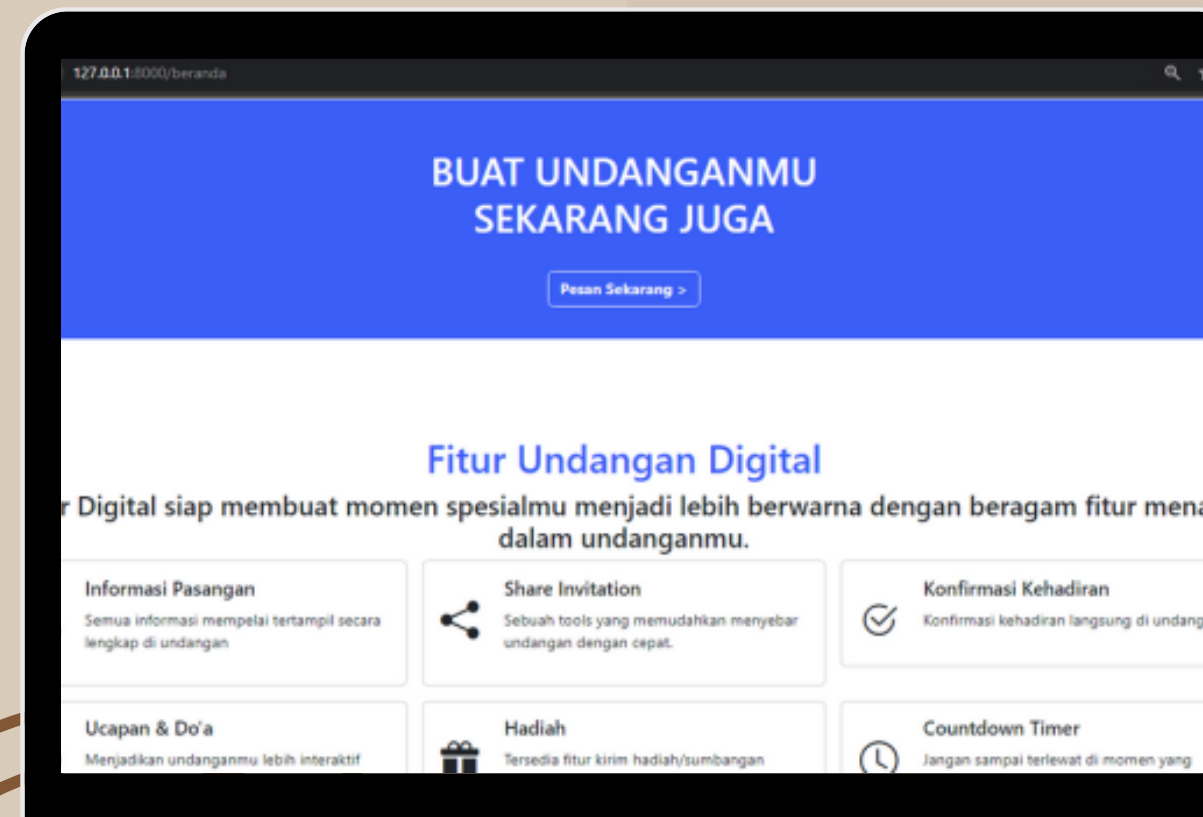 127.0.0.1:8000/beranda
BUAT UNDANGANMU
SEKARANG JUGA
Pesan Sekarang >
Fitur Undangan Digital
r Digital siap membuat momen spesialmu menjadi lebih berwarna dengan beragam fitur mena
dalam undanganmu.
Informasi Pasangan
Semua informasi mempelai tertampil secara
lengkap di undangan
Share Invitation
Sebuah tools yang memudahkan menyebar
undangan dengan cepat.
Konfirmasi Kehadiran
Konfirmasi kehadiran langsung di undang
Ucapan & Do'a
Menjadikan undanganmu lebih interaktif
Hadiah
Tersedia fitur kirim hadiah/sumbangan
Countdown Timer
Jangan sampai terlewat di momen yang